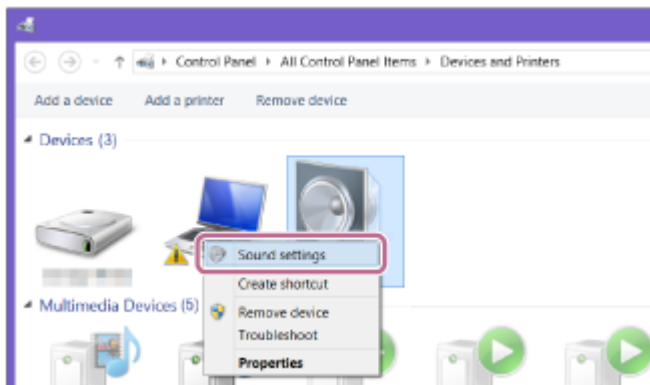 Control Panel All Control Panel Items Devices and Printers
Add a device Add a printer Remove device
Devices (3)
Sound settings
Create shortcut
Remove device
Troubleshoot
Properties
Multimedia Devices (5)